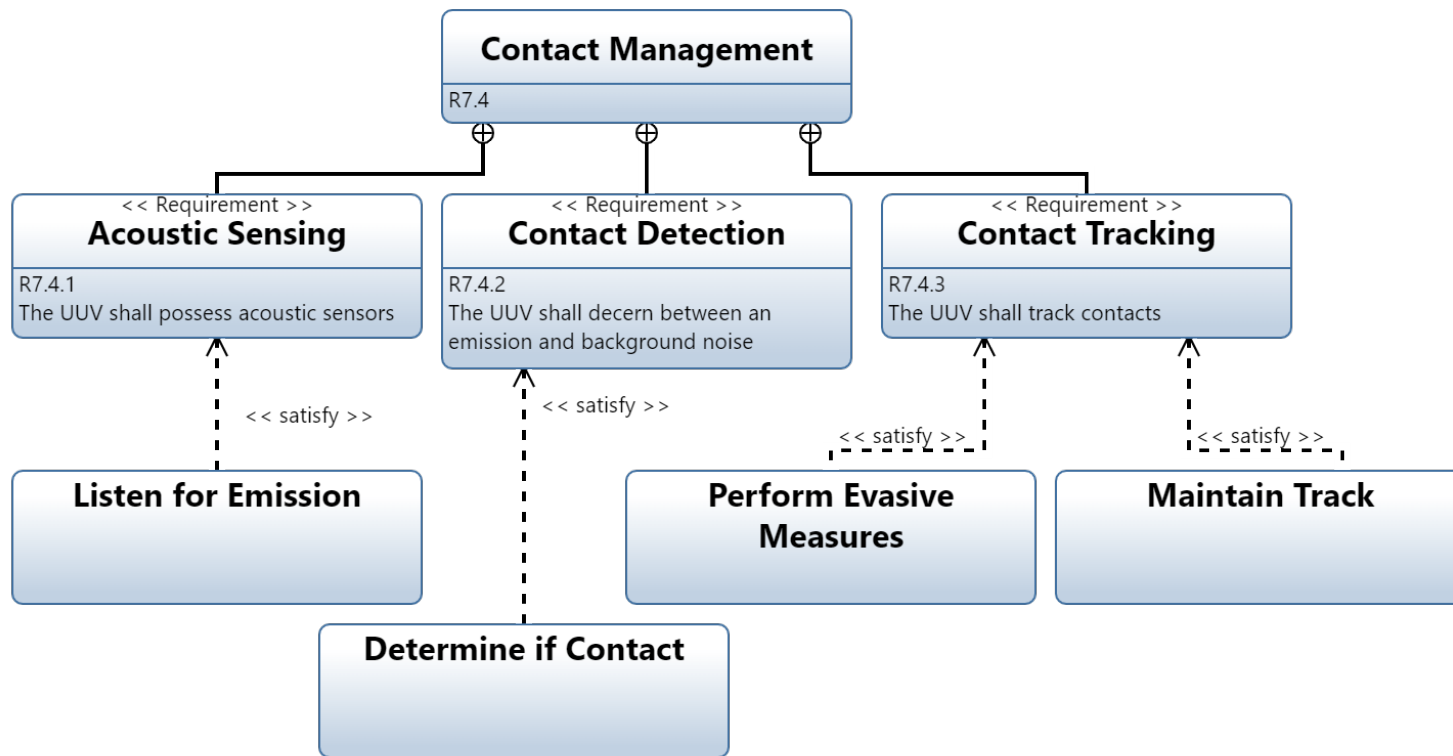 Contact Management
R7.4
<< Requirement >>
Acoustic Sensing
R7.4.1
The UUV shall possess acoustic sensors
<< Requirement >>
Contact Detection
R7.4.2
The UUV shall decern between an
emission and background noise
<< Requirement >>
Contact Tracking
R7.4.3
The UUV shall track contacts
<< satisfy >>
<< satisfy >>
<< satisfy >>
<< satisfy >>
Listen for Emission
Perform Evasive
Measures
Maintain Track
Determine if Contact